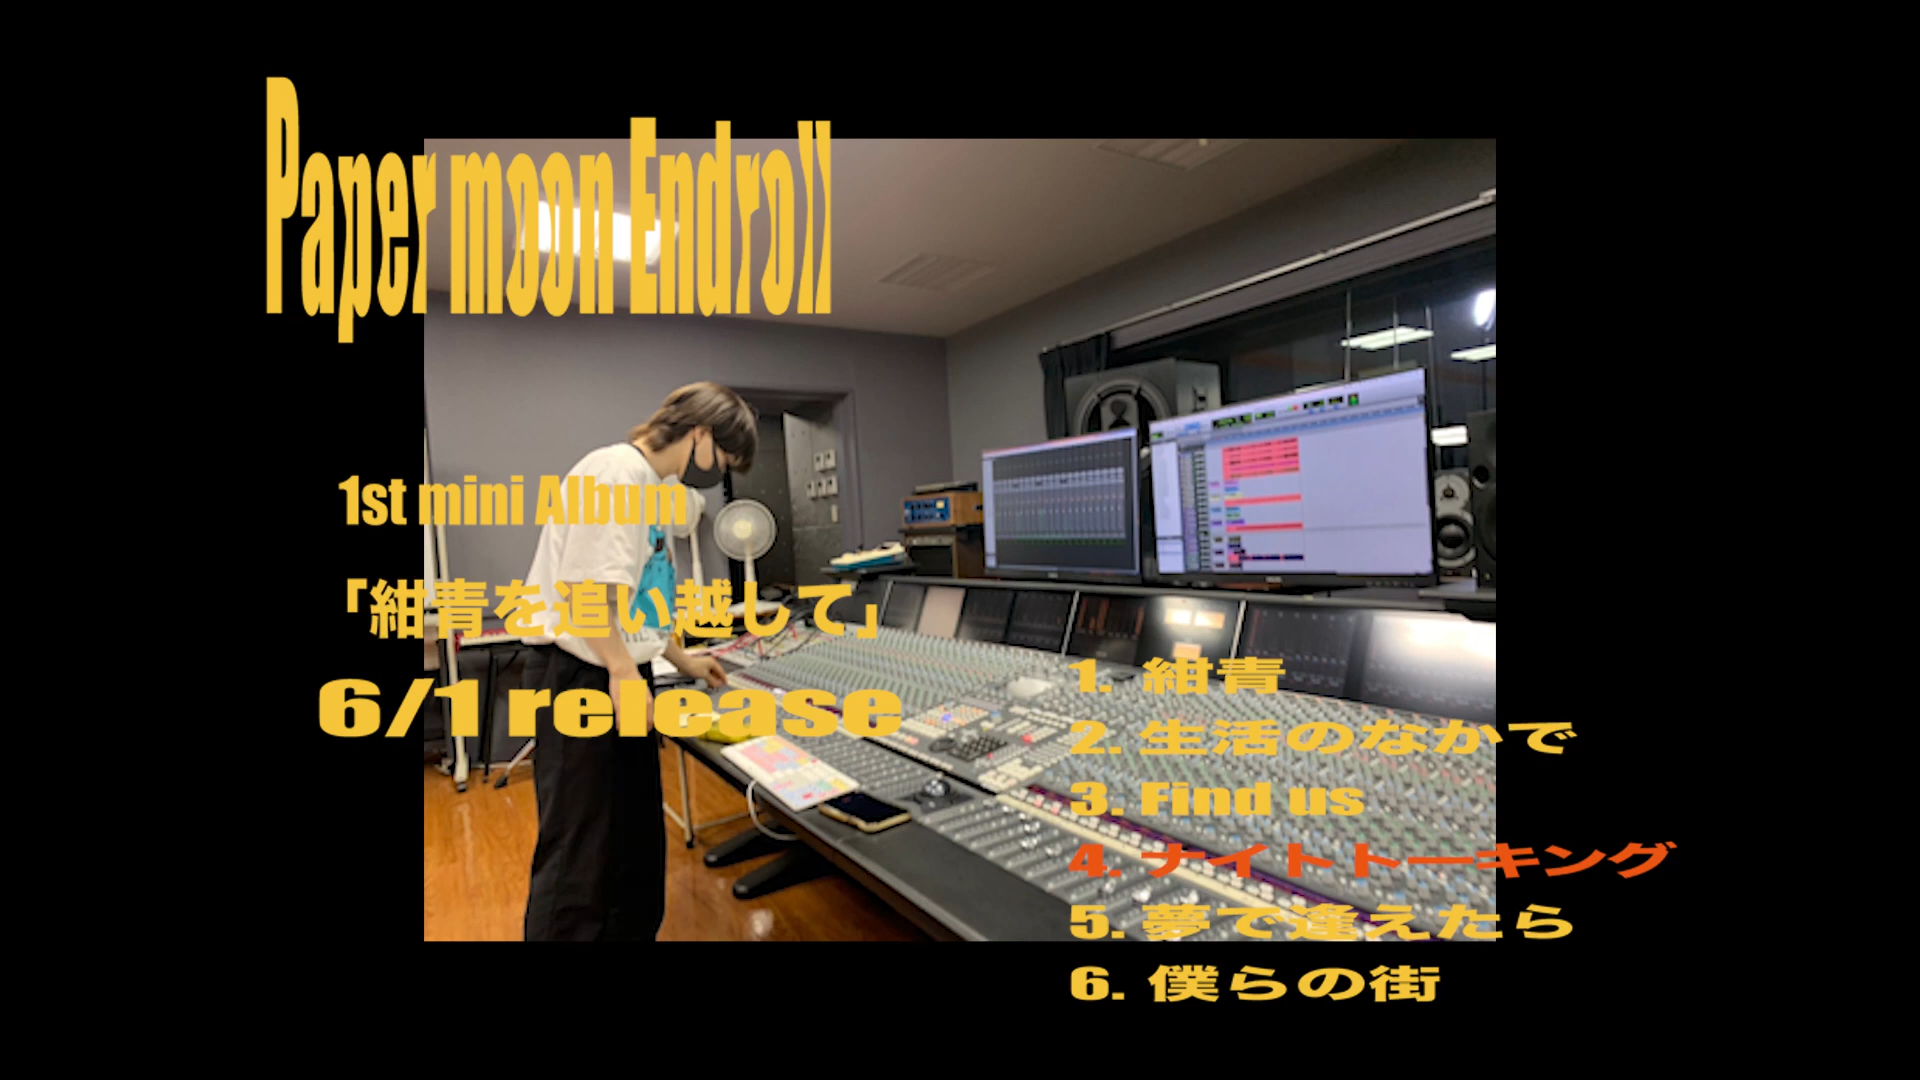 Paper moon Endroll
1st mini Album
「紺青を追い越して」
6/1 release
1. 紺青
2. 生活のなかで
3. Find us
4. ナイトトーキング
5. 夢で逢えたら
6. 僕らの街